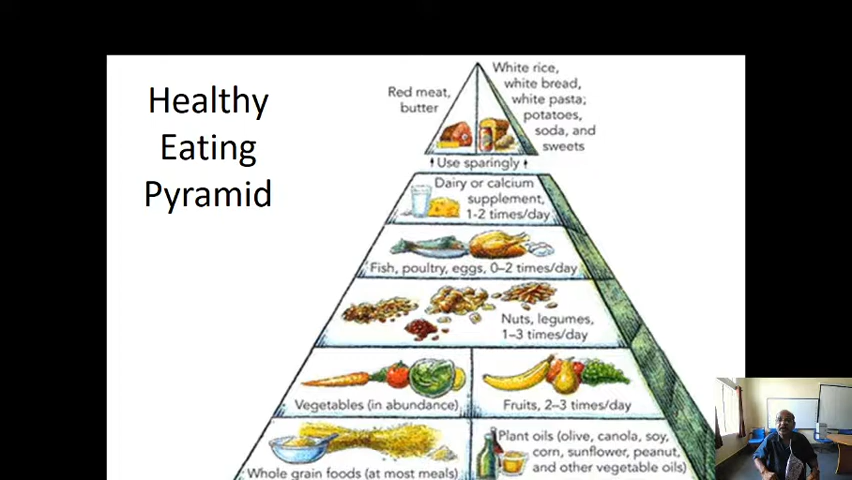 Healthy
Eating
Pyramid
Red meat,
butter
White rice,
white bread,
white pasta;
potatoes,
soda, and
sweets
Use sparingly
Dairy or calcium
supplement,
1-2 times/day
Fish, poultry, eggs, 0–2 times/day
Nuts, legumes,
1–3 times/day
Vegetables (in abundance)
Fruits, 2–3 times/day
Whole grain foods (at most meals)
Plant oils (olive, canola, soy,
corn, sunflower, peanut,
and other vegetable oils)